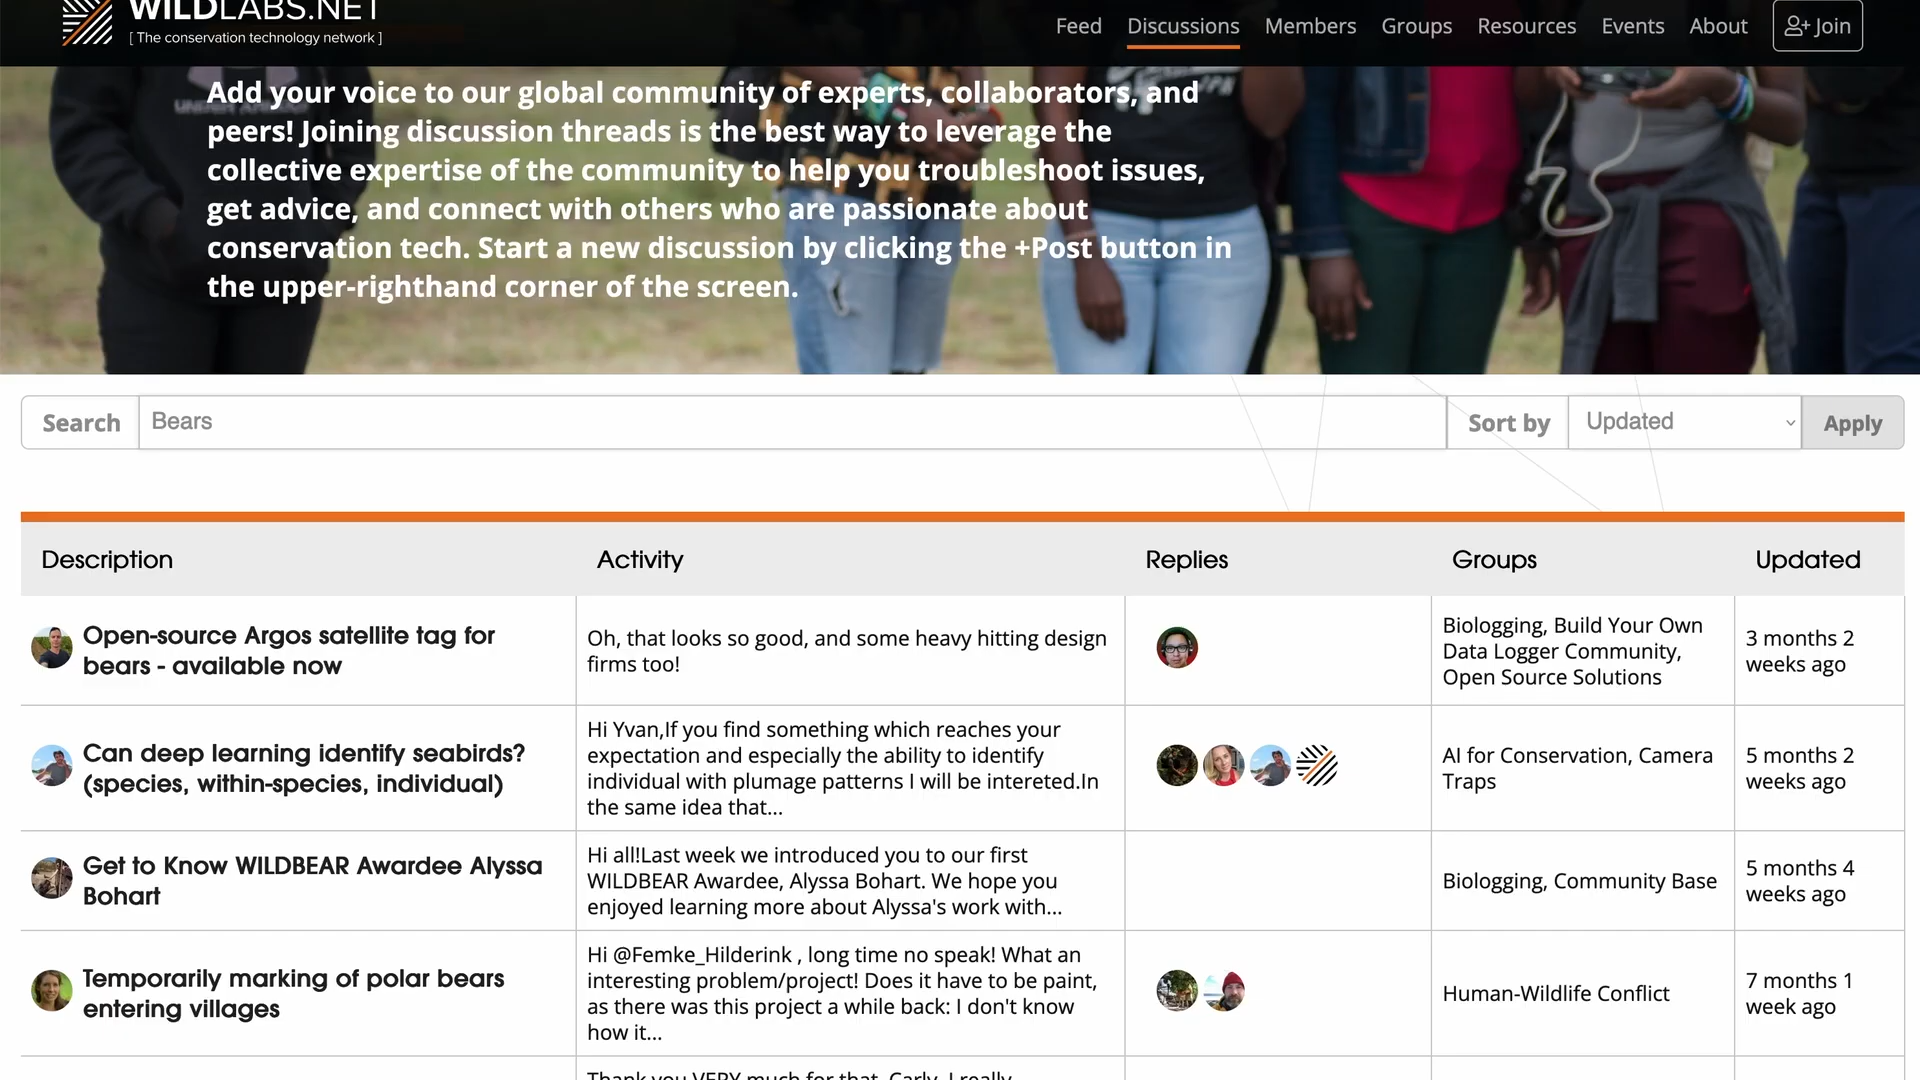 WILDLABS.NET
[ The conservation technology network ]
Feed Discussions Members Groups Resources Events About Join
Add your voice to our global community of experts, collaborators, and
peers! Joining discussion threads is the best way to leverage the
collective expertise of the community to help you troubleshoot issues,
get advice, and connect with others who are passionate about
conservation tech. Start a new discussion by clicking the +Post button in
the upper-righthand corner of the screen.
Search Bears Sort by Updated Apply
Description Activity Replies Groups Updated
Open-source Argos satellite tag for
bears - available now
Oh, that looks so good, and some heavy hitting design
firms too!
Biologging, Build Your Own
Data Logger Community,
Open Source Solutions
3 months 2
weeks ago
Can deep learning identify seabirds?
(species, within-species, individual)
Hi Yvan,If you find something which reaches your
expectation and especially the ability to identify
individual with plumage patterns I will be intereted.In
the same idea that...
AI for Conservation, Camera
Traps
5 months 2
weeks ago
Get to Know WILDBEAR Awardee Alyssa
Bohart
Hi all!Last week we introduced you to our first
WILDBEAR Awardee, Alyssa Bohart. We hope you
enjoyed learning more about Alyssa's work with...
Biologging, Community Base
5 months 4
weeks ago
Temporarily marking of polar bears
entering villages
Hi @Femke_Hilderink , long time no speak! What an
interesting problem/project! Does it have to be paint,
as there was this project a while back: I don't know
how it...
Human-Wildlife Conflict
7 months 1
week ago
Thank you VERY much for that, Carly. I really